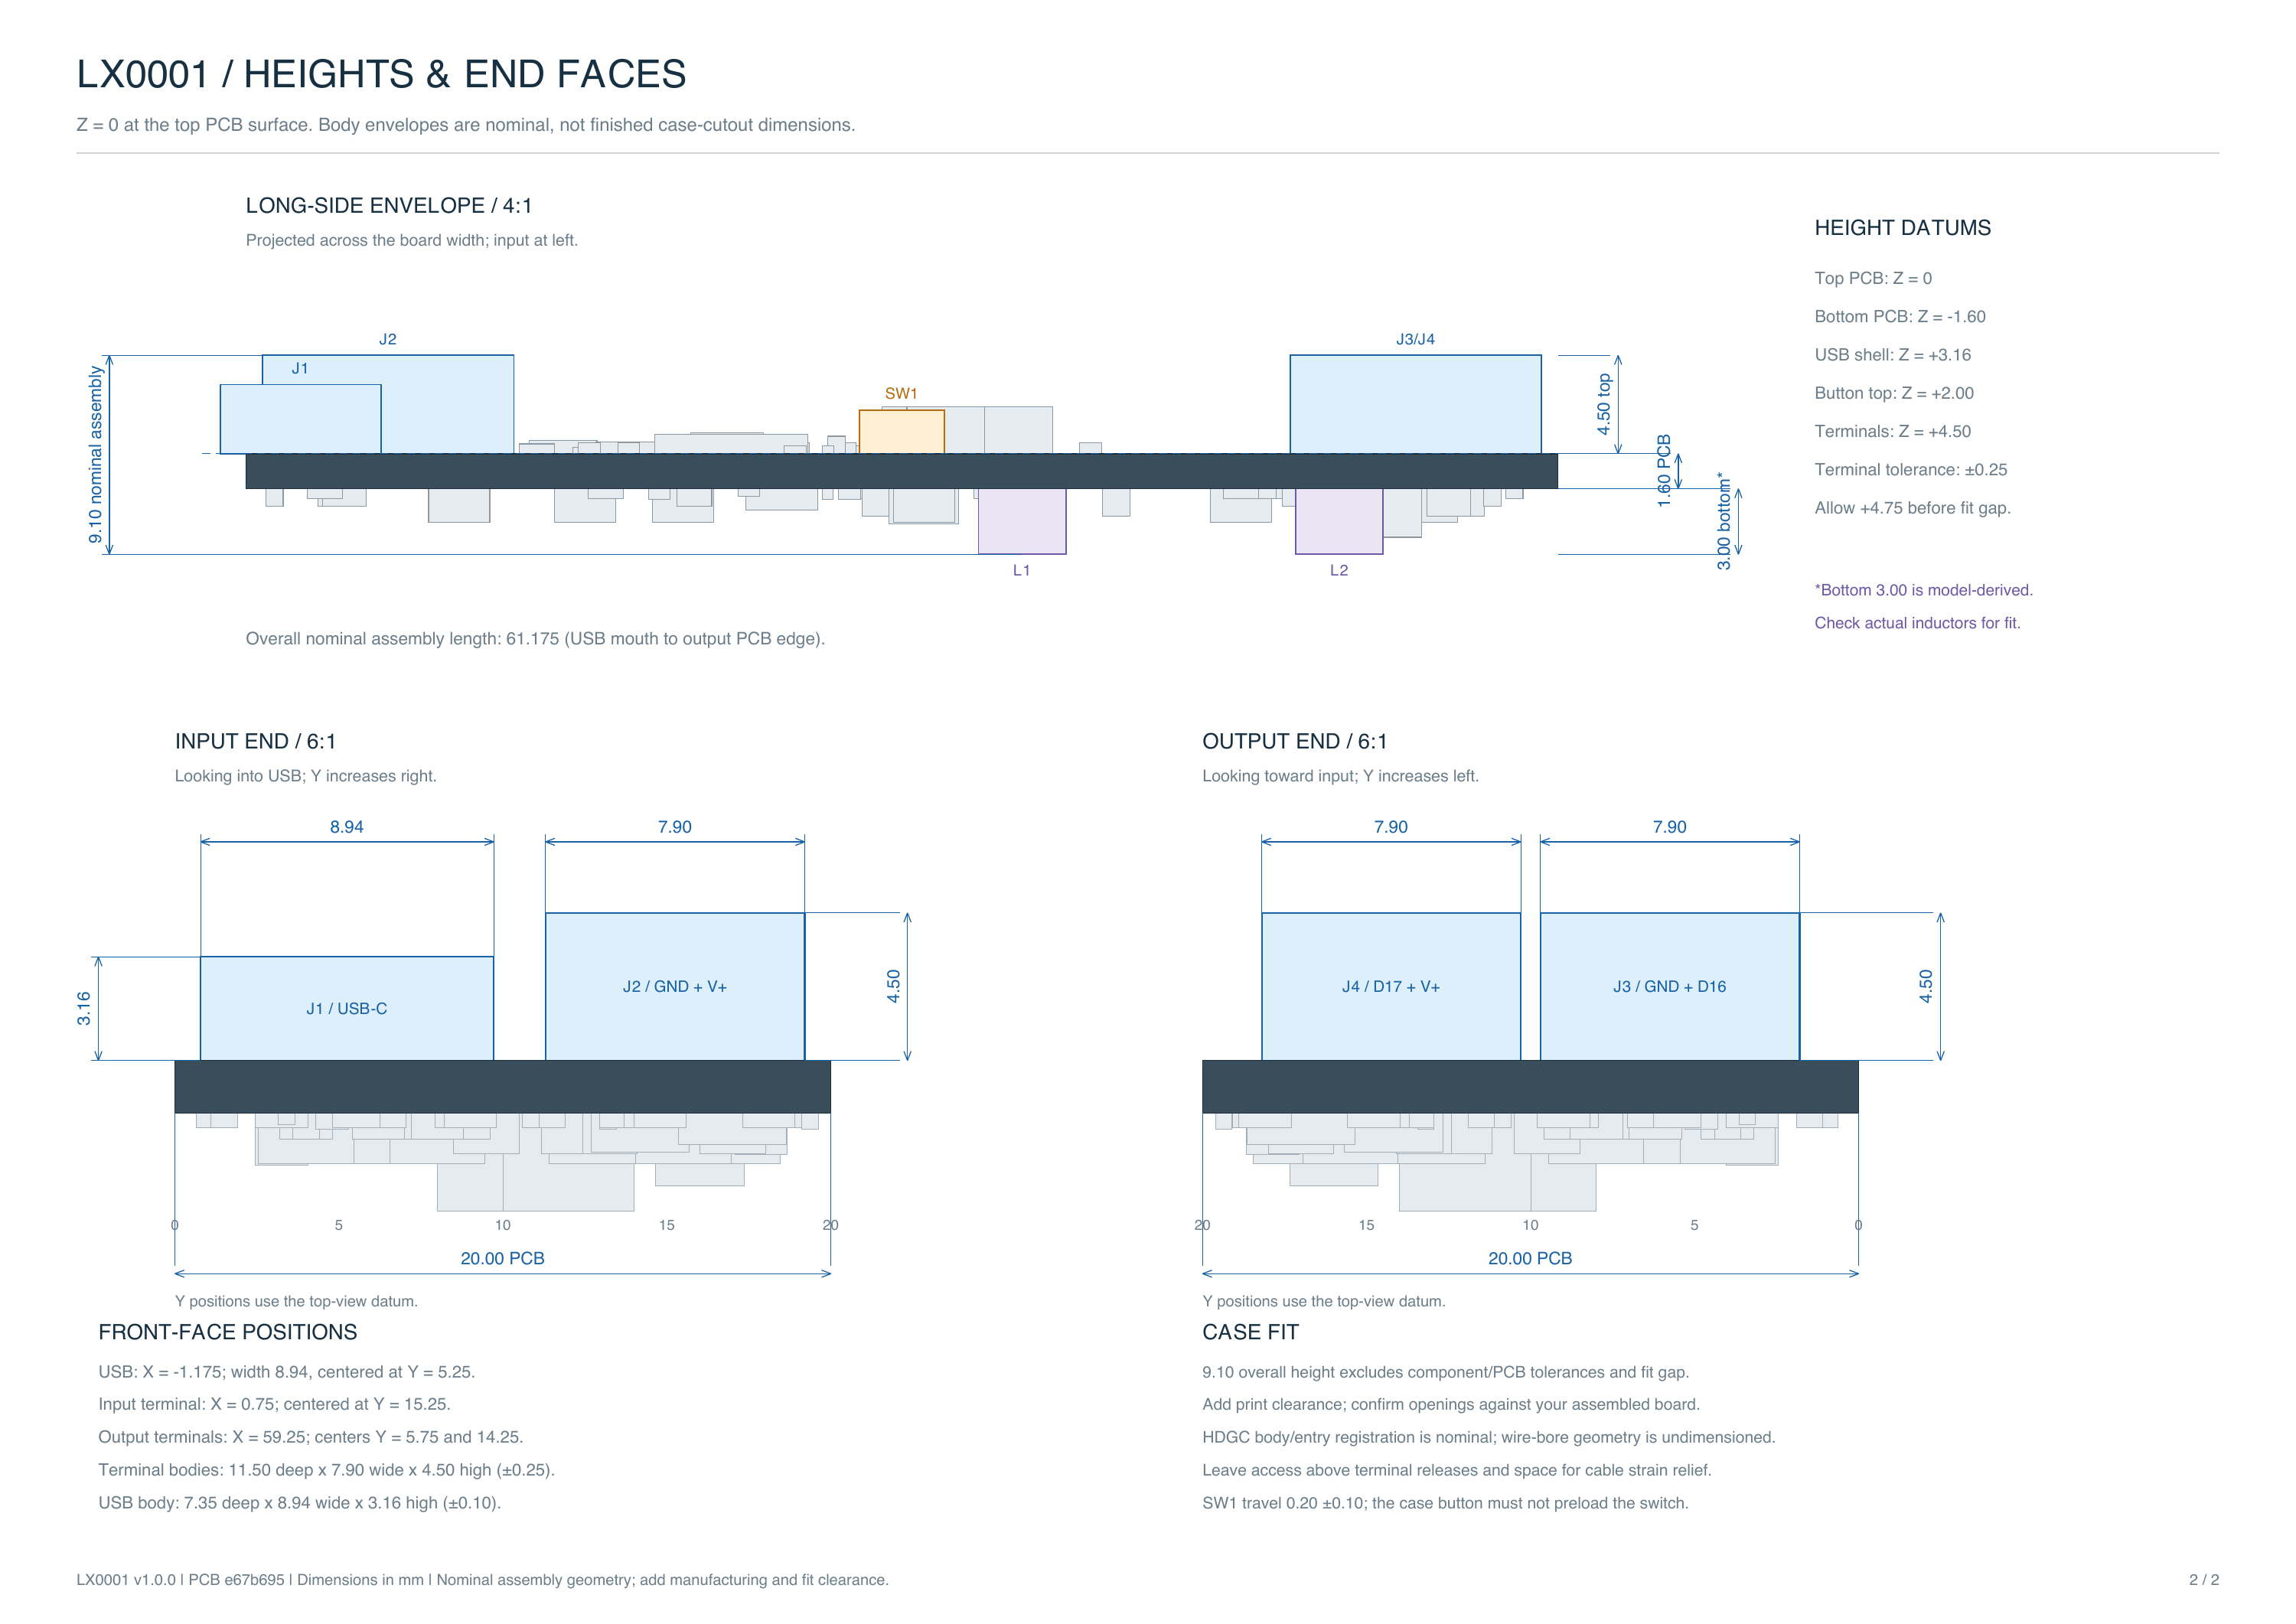 LX0001 / HEIGHTS & END FACES
Z = 0 at the top PCB surface. Body envelopes are nominal, not finished case-cutout dimensions.
LONG-SIDE ENVELOPE / 4:1
Projected across the board width; input at left.
J2
J1
SW1
J3/J4
9.10 nominal assembly
4.50 top
1.60 PCB
3.00 bottom*
L1
L2
Overall nominal assembly length: 61.175 (USB mouth to output PCB edge).
HEIGHT DATUMS
Top PCB: Z = 0
Bottom PCB: Z = -1.60
USB shell: Z = +3.16
Button top: Z = +2.00
Terminals: Z = +4.50
Terminal tolerance: ±0.25
Allow +4.75 before fit gap.
*Bottom 3.00 is model-derived.
Check actual inductors for fit.
INPUT END / 6:1
Looking into USB; Y increases right.
8.94
7.90
3.16
J1 / USB-C
J2 / GND + V+
4.50
0
5
10
15
20
20.00 PCB
Y positions use the top-view datum.
OUTPUT END / 6:1
Looking toward input; Y increases left.
7.90
7.90
J4 / D17 + V+
J3 / GND + D16
4.50
20
15
10
5
0
20.00 PCB
Y positions use the top-view datum.
FRONT-FACE POSITIONS
USB: X = -1.175; width 8.94, centered at Y = 5.25.
Input terminal: X = 0.75; centered at Y = 15.25.
Output terminals: X = 59.25; centers Y = 5.75 and 14.25.
Terminal bodies: 11.50 deep x 7.90 wide x 4.50 high (±0.25).
USB body: 7.35 deep x 8.94 wide x 3.16 high (±0.10).
CASE FIT
9.10 overall height excludes component/PCB tolerances and fit gap.
Add print clearance; confirm openings against your assembled board.
HDGC body/entry registration is nominal; wire-bore geometry is undimensioned.
Leave access above terminal releases and space for cable strain relief.
SW1 travel 0.20 ±0.10; the case button must not preload the switch.
LX0001 v1.0.0 | PCB e67b695 | Dimensions in mm | Nominal assembly geometry; add manufacturing and fit clearance.
2 / 2